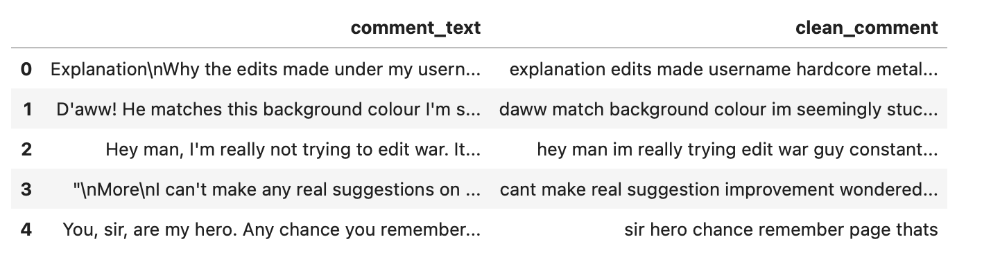 comment_text clean_comment
0 Explanation\nWhy the edits made under my usern... explanation edits made username hardcore metal...
1 D'aww! He matches this background colour I'm s... daww match background colour im seemingly stuc...
2 Hey man, I'm really not trying to edit war. It... hey man im really trying edit war guy constant...
3 "\nMore\nI can't make any real suggestions on ... cant make real suggestion improvement wondered...
4 You, sir, are my hero. Any chance you remember... sir hero chance remember page thats